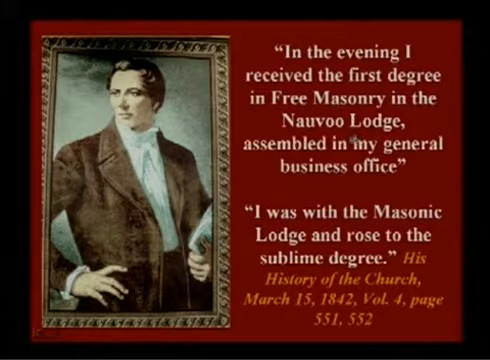 “In the evening I
received the first degree
in Free Masonry in the
Nauvoo Lodge,
assembled in my general
business office”
“I was with the Masonic
Lodge and rose to the
sublime degree.” His
History of the Church,
March 15, 1842, Vol. 4, page
551, 552